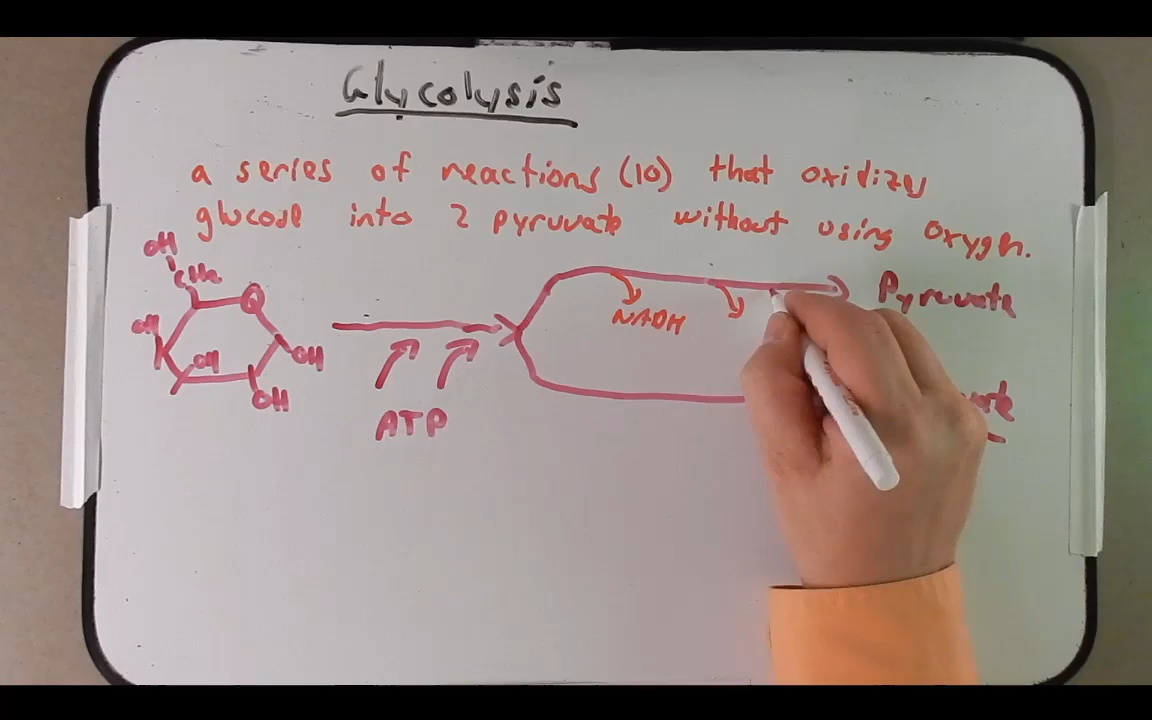 Glycolysis
a series of reactions (10) that oxidizes
glucose into 2 pyruvate without using oxygen.
OH
CH₂
O
OH
OH
OH
OH
ATP
NADH
Pyruvate